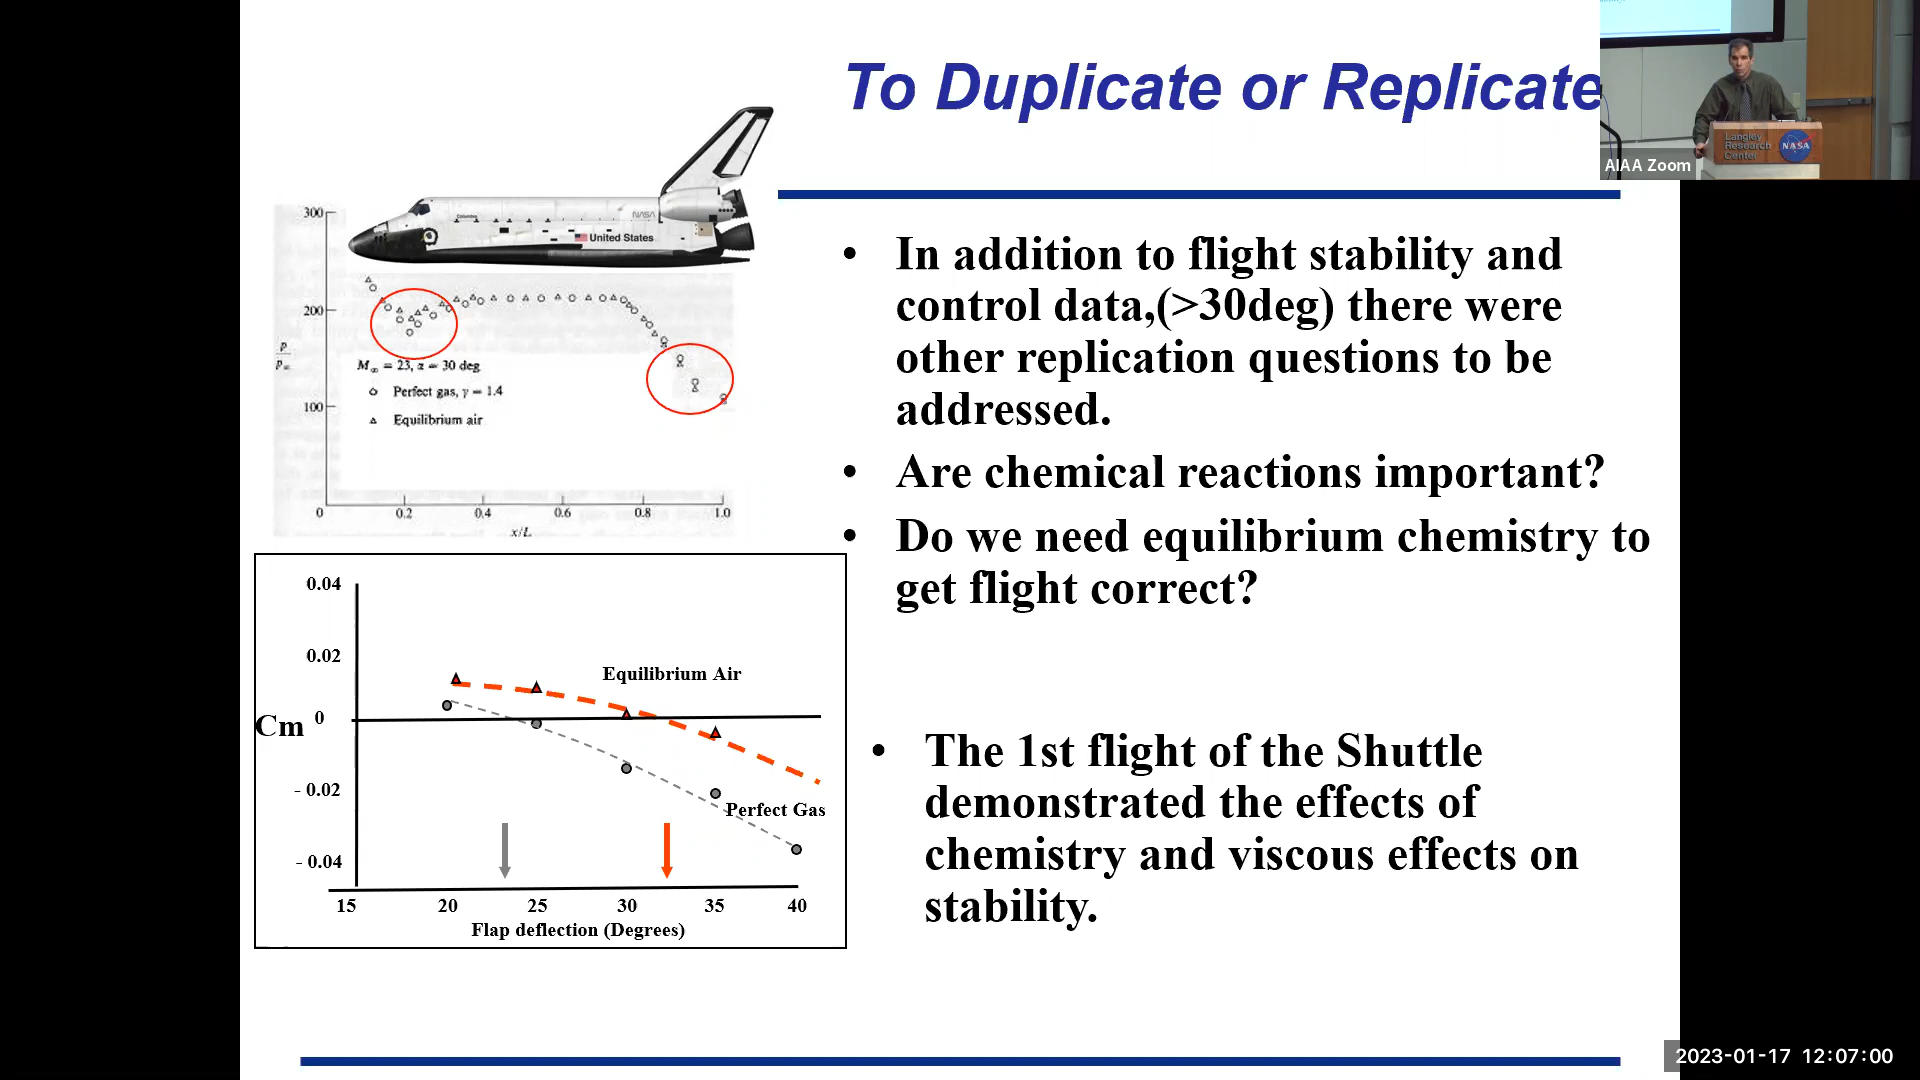 To Duplicate or Replicate
Langley
Research
Center
NASA
AIAA Zoom
Columbia
NASA
United States
300
200
100
p
p∞
M∞ = 23, α = 30 deg
Perfect gas, γ = 1.4
Equilibrium air
0
0.2
0.4
0.6
0.8
1.0
x/L
• In addition to flight stability and
control data,(>30deg) there were
other replication questions to be
addressed.
• Are chemical reactions important?
• Do we need equilibrium chemistry to
get flight correct?
0.04
0.02
0
Cm
- 0.02
- 0.04
Equilibrium Air
Perfect Gas
15
20
25
30
35
40
Flap deflection (Degrees)
• The 1st flight of the Shuttle
demonstrated the effects of
chemistry and viscous effects on
stability.
2023-01-17 12:07:00